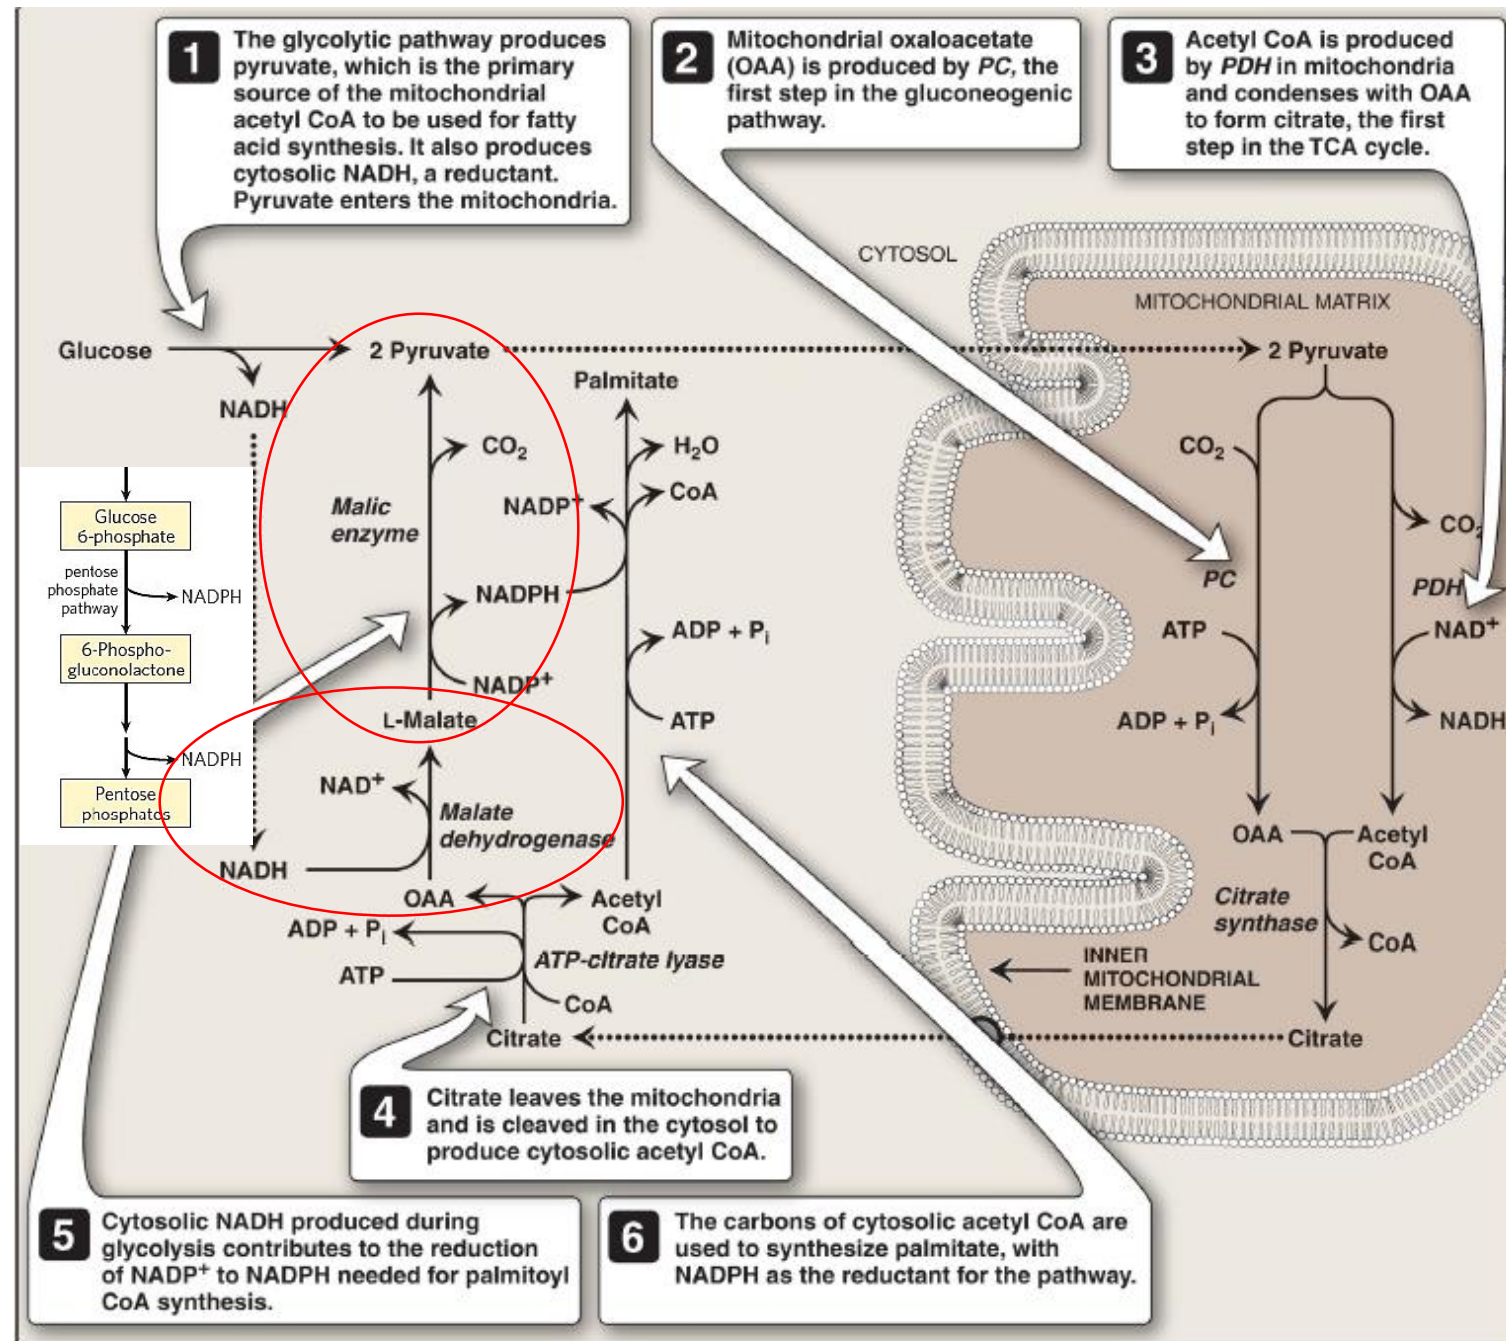 1
The glycolytic pathway produces
pyruvate, which is the primary
source of the mitochondrial
acetyl CoA to be used for fatty
acid synthesis. It also produces
cytosolic NADH, a reductant.
Pyruvate enters the mitochondria.
2
Mitochondrial oxaloacetate
(OAA) is produced by PC, the
first step in the gluconeogenic
pathway.
3
Acetyl CoA is produced
by PDH in mitochondria
and condenses with OAA
to form citrate, the first
step in the TCA cycle.
CYTOSOL
MITOCHONDRIAL MATRIX
Glucose
2 Pyruvate
2 Pyruvate
NADH
Palmitate
CO2
H2O
NADP+
CoA
Malic
enzyme
NADPH
ADP + Pi
NADP+
L-Malate
ATP
Glucose
6-phosphate
pentose
phosphate
pathway
NADPH
6-Phospho-
gluconolactone
NADPH
Pentose
phosphates
NAD+
Malate
dehydrogenase
NADH
OAA
Acetyl
CoA
ADP + Pi
ATP-citrate lyase
ATP
CoA
Citrate
CO2
CO2
PC
PDH
ATP
NAD+
ADP + Pi
NADH
OAA
Acetyl
CoA
Citrate
synthase
CoA
INNER
MITOCHONDRIAL
MEMBRANE
Citrate
4
Citrate leaves the mitochondria
and is cleaved in the cytosol to
produce cytosolic acetyl CoA.
5
Cytosolic NADH produced during
glycolysis contributes to the reduction
of NADP+ to NADPH needed for palmitoyl
CoA synthesis.
6
The carbons of cytosolic acetyl CoA are
used to synthesize palmitate, with
NADPH as the reductant for the pathway.